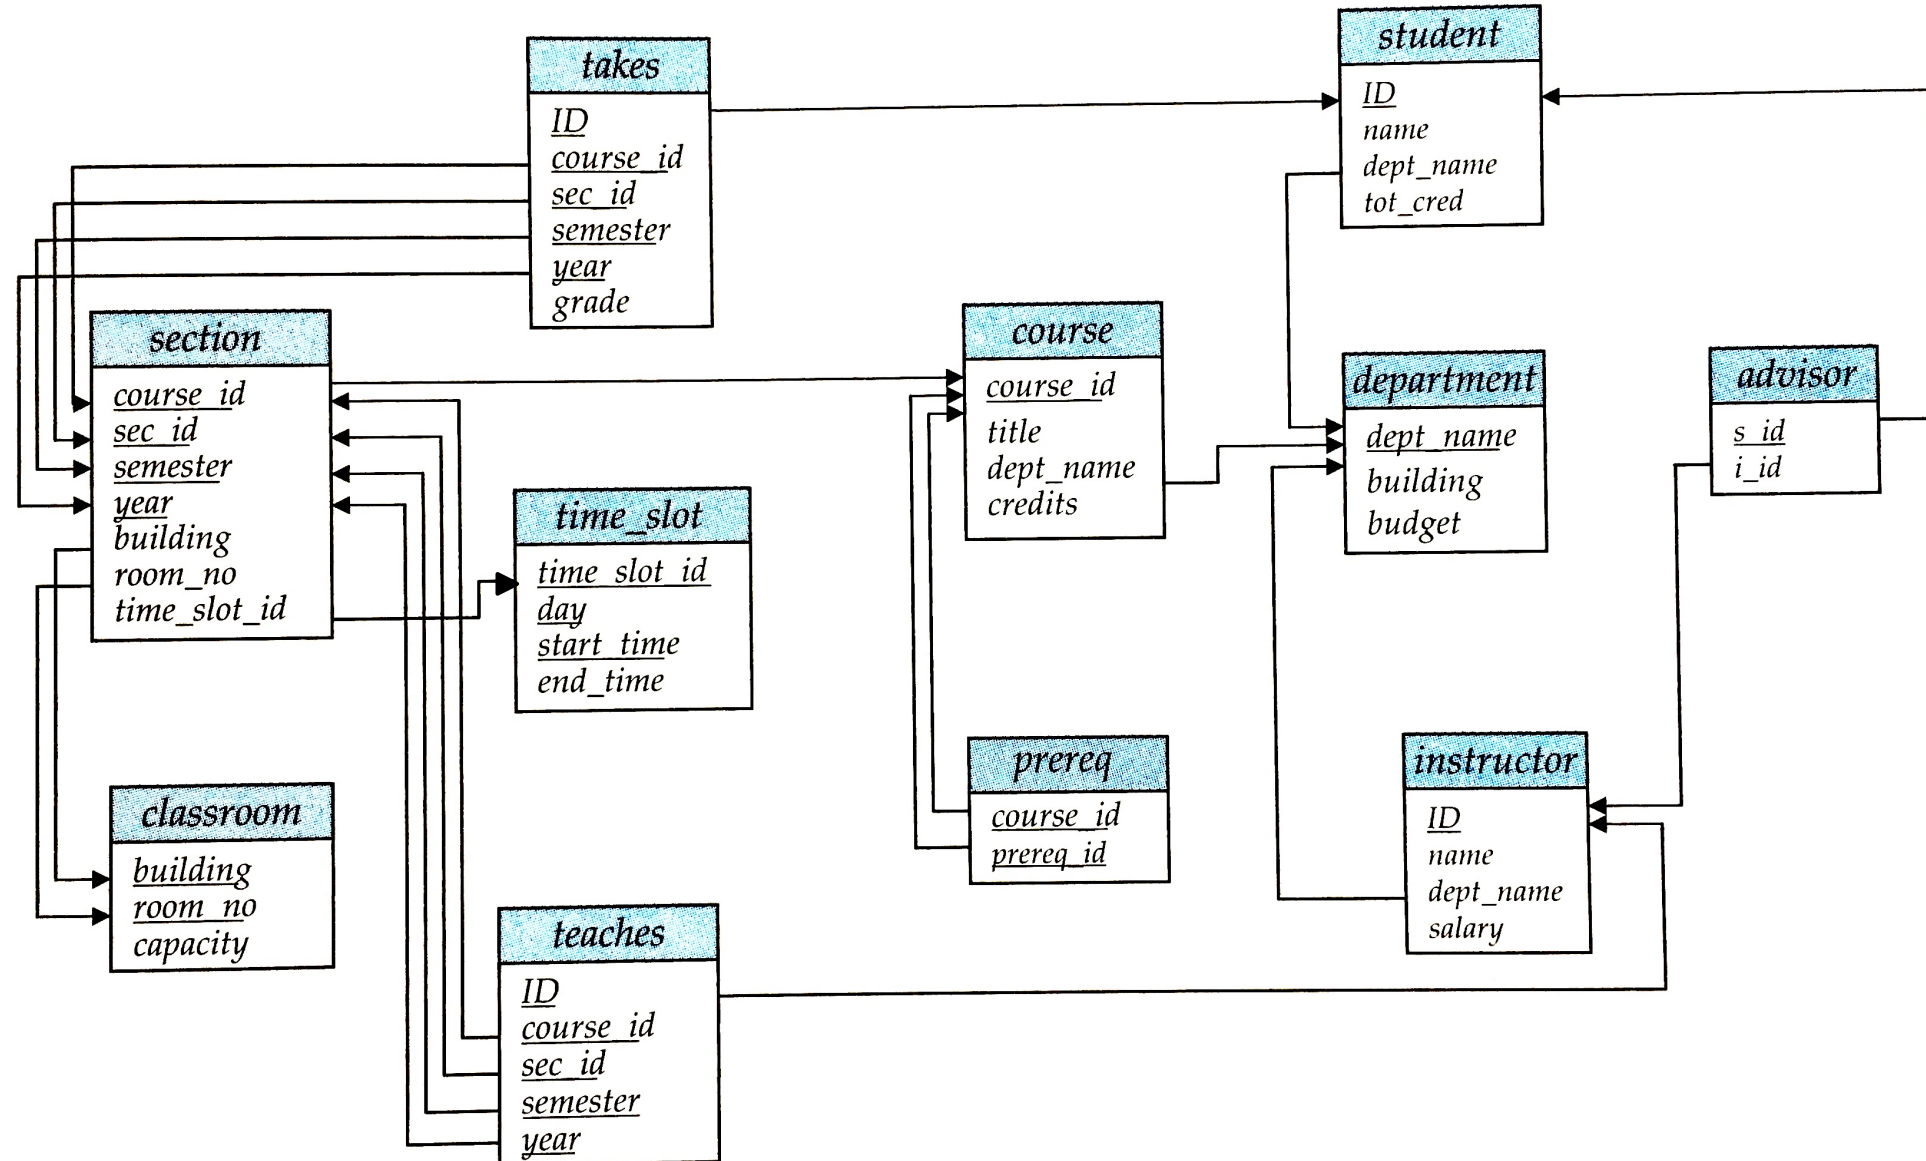 takes
ID
course_id
sec_id
semester
year
grade
student
ID
name
dept_name
tot_cred
section
course_id
sec_id
semester
year
building
room_no
time_slot_id
course
course_id
title
dept_name
credits
department
dept_name
building
budget
advisor
s_id
i_id
time_slot
time_slot_id
day
start_time
end_time
classroom
building
room_no
capacity
prereq
course_id
prereq_id
instructor
ID
name
dept_name
salary
teaches
ID
course_id
sec_id
semester
year